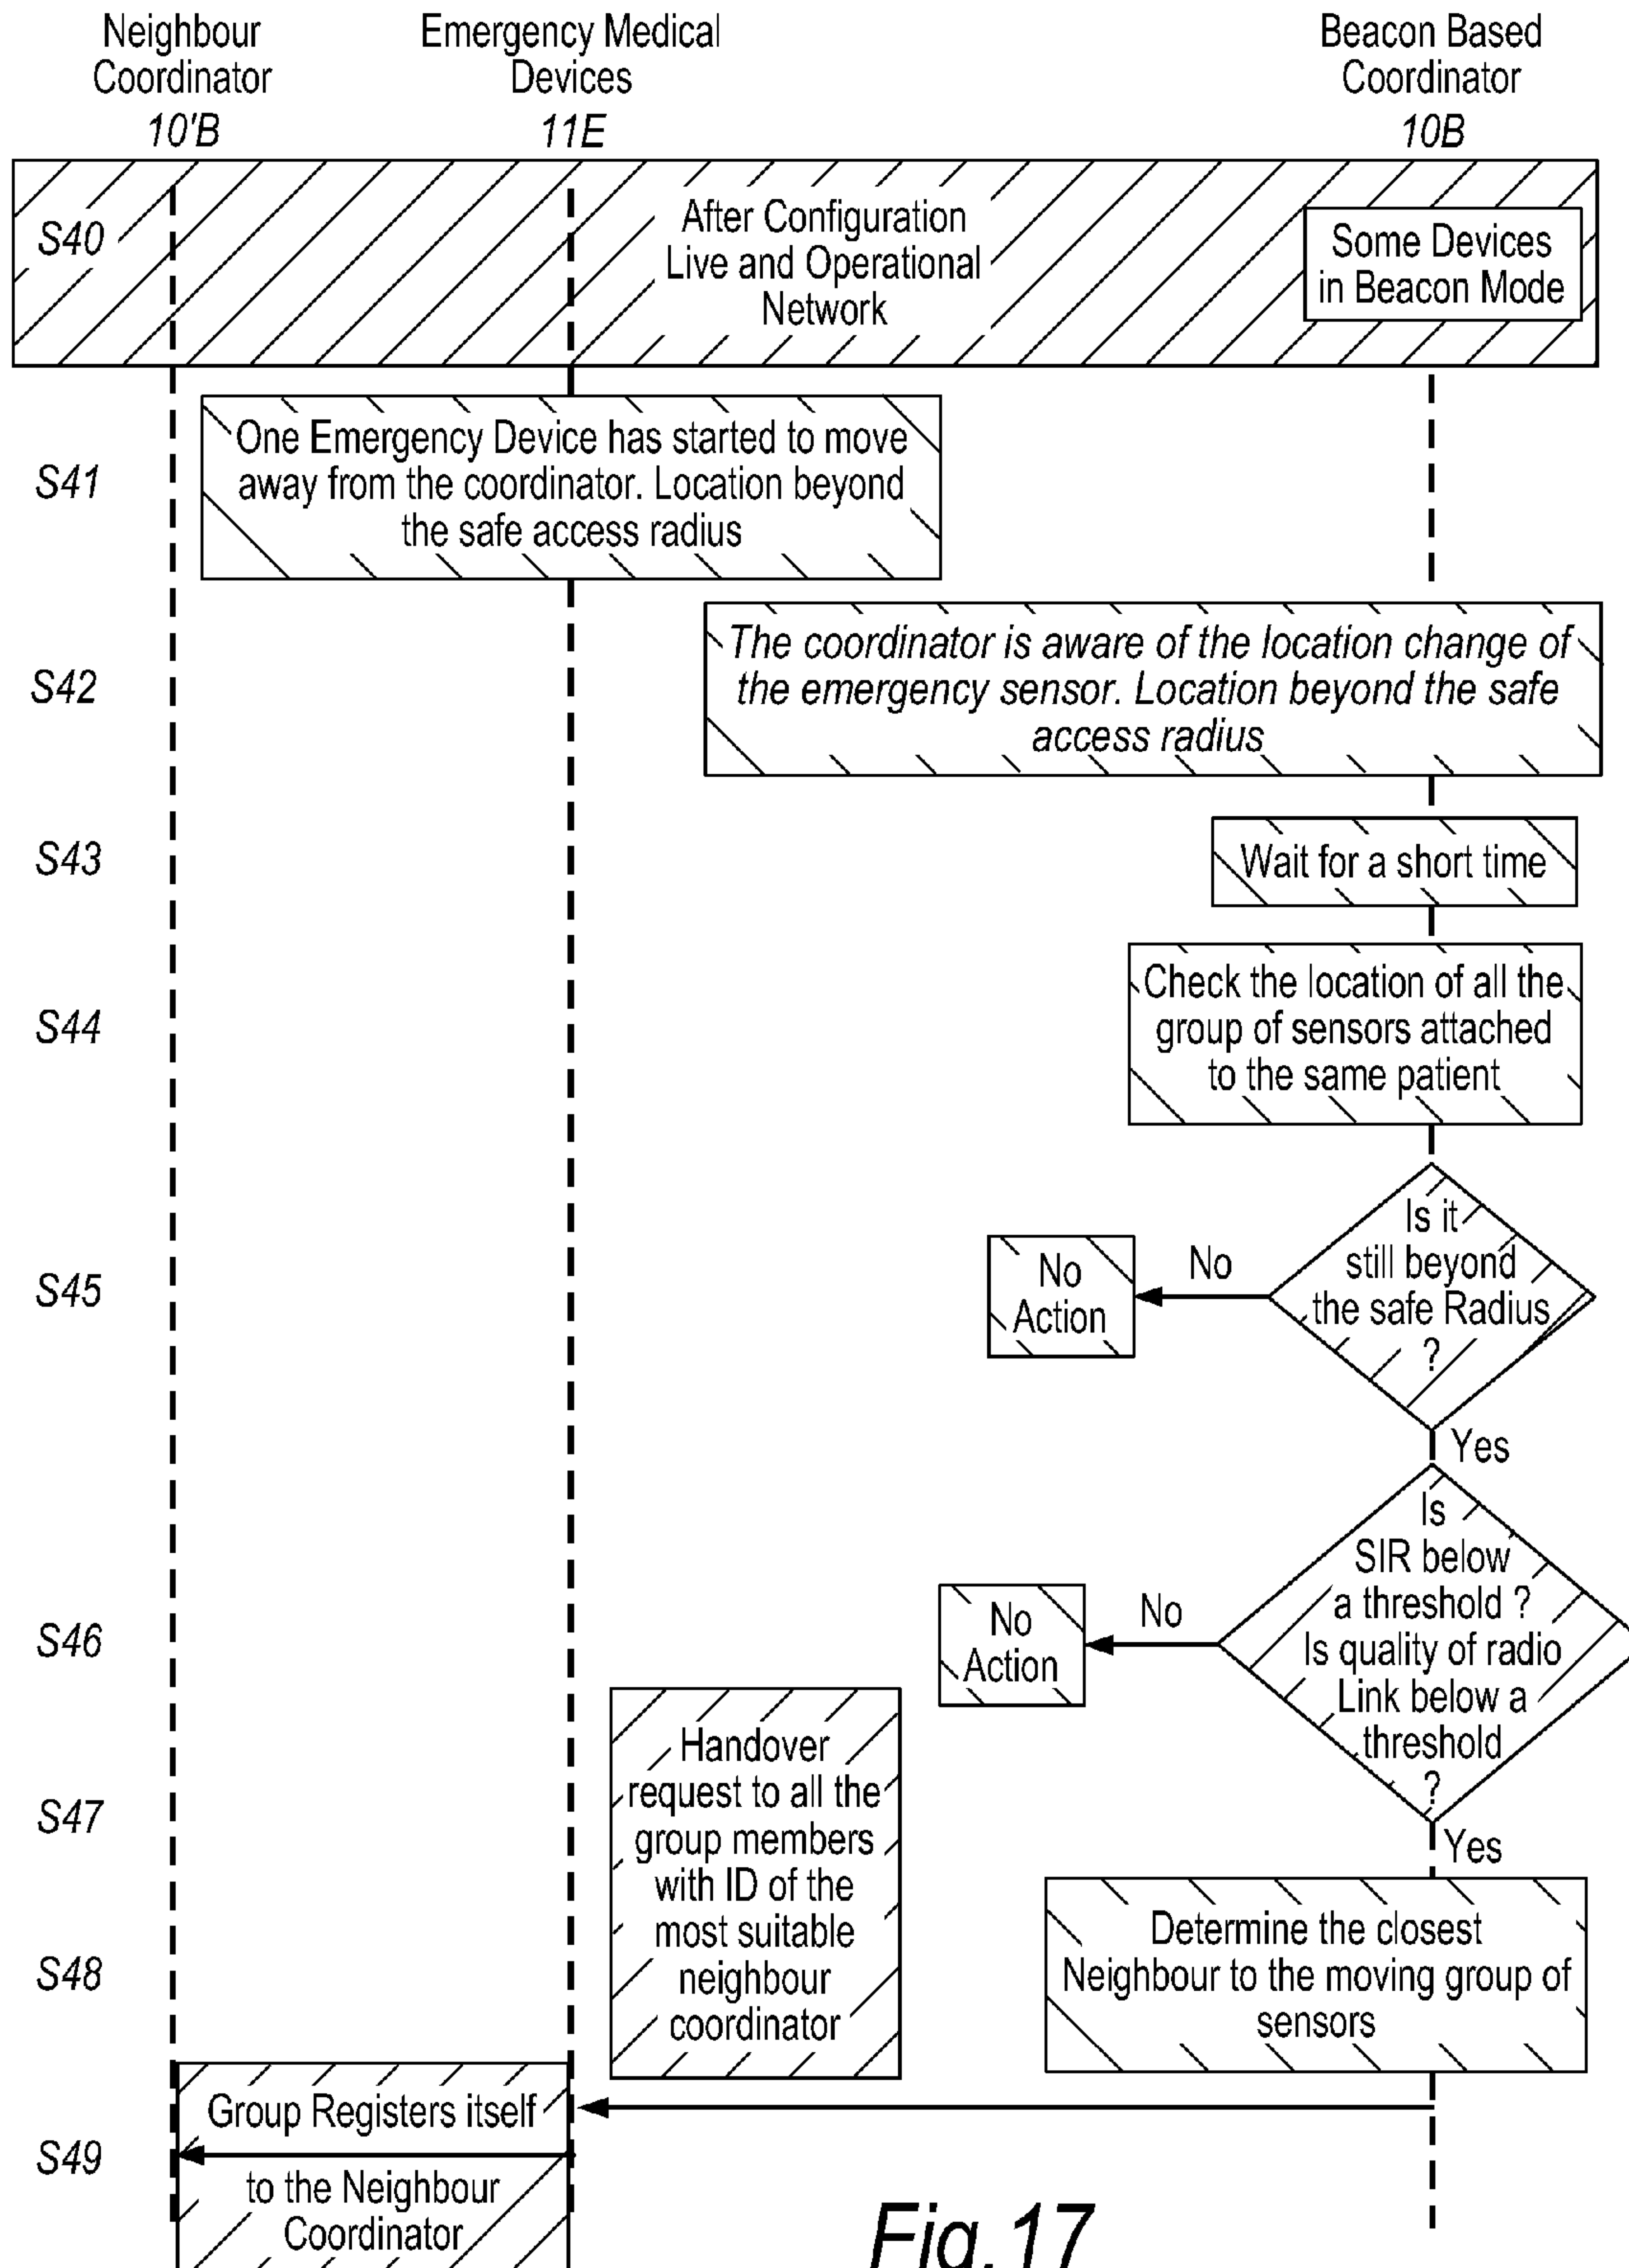 Neighbour
Coordinator
10'B
Emergency Medical
Devices
11E
Beacon Based
Coordinator
10B
S40
After Configuration
Live and Operational
Network
Some Devices
in Beacon Mode
S41
One Emergency Device has started to move
away from the coordinator. Location beyond
the safe access radius
S42
The coordinator is aware of the location change of
the emergency sensor. Location beyond the safe
access radius
S43
Wait for a short time
S44
Check the location of all the
group of sensors attached
to the same patient
S45
No
Action
No
Is it
still beyond
the safe Radius
?
Yes
S46
No
Action
No
Is
SIR below
a threshold ?
Is quality of radio
Link below a
threshold
?
Yes
S47
Handover
request to all the
group members
with ID of the
most suitable
neighbour
coordinator
S48
Determine the closest
Neighbour to the moving group of
sensors
S49
Group Registers itself
to the Neighbour
Coordinator
Fig.17